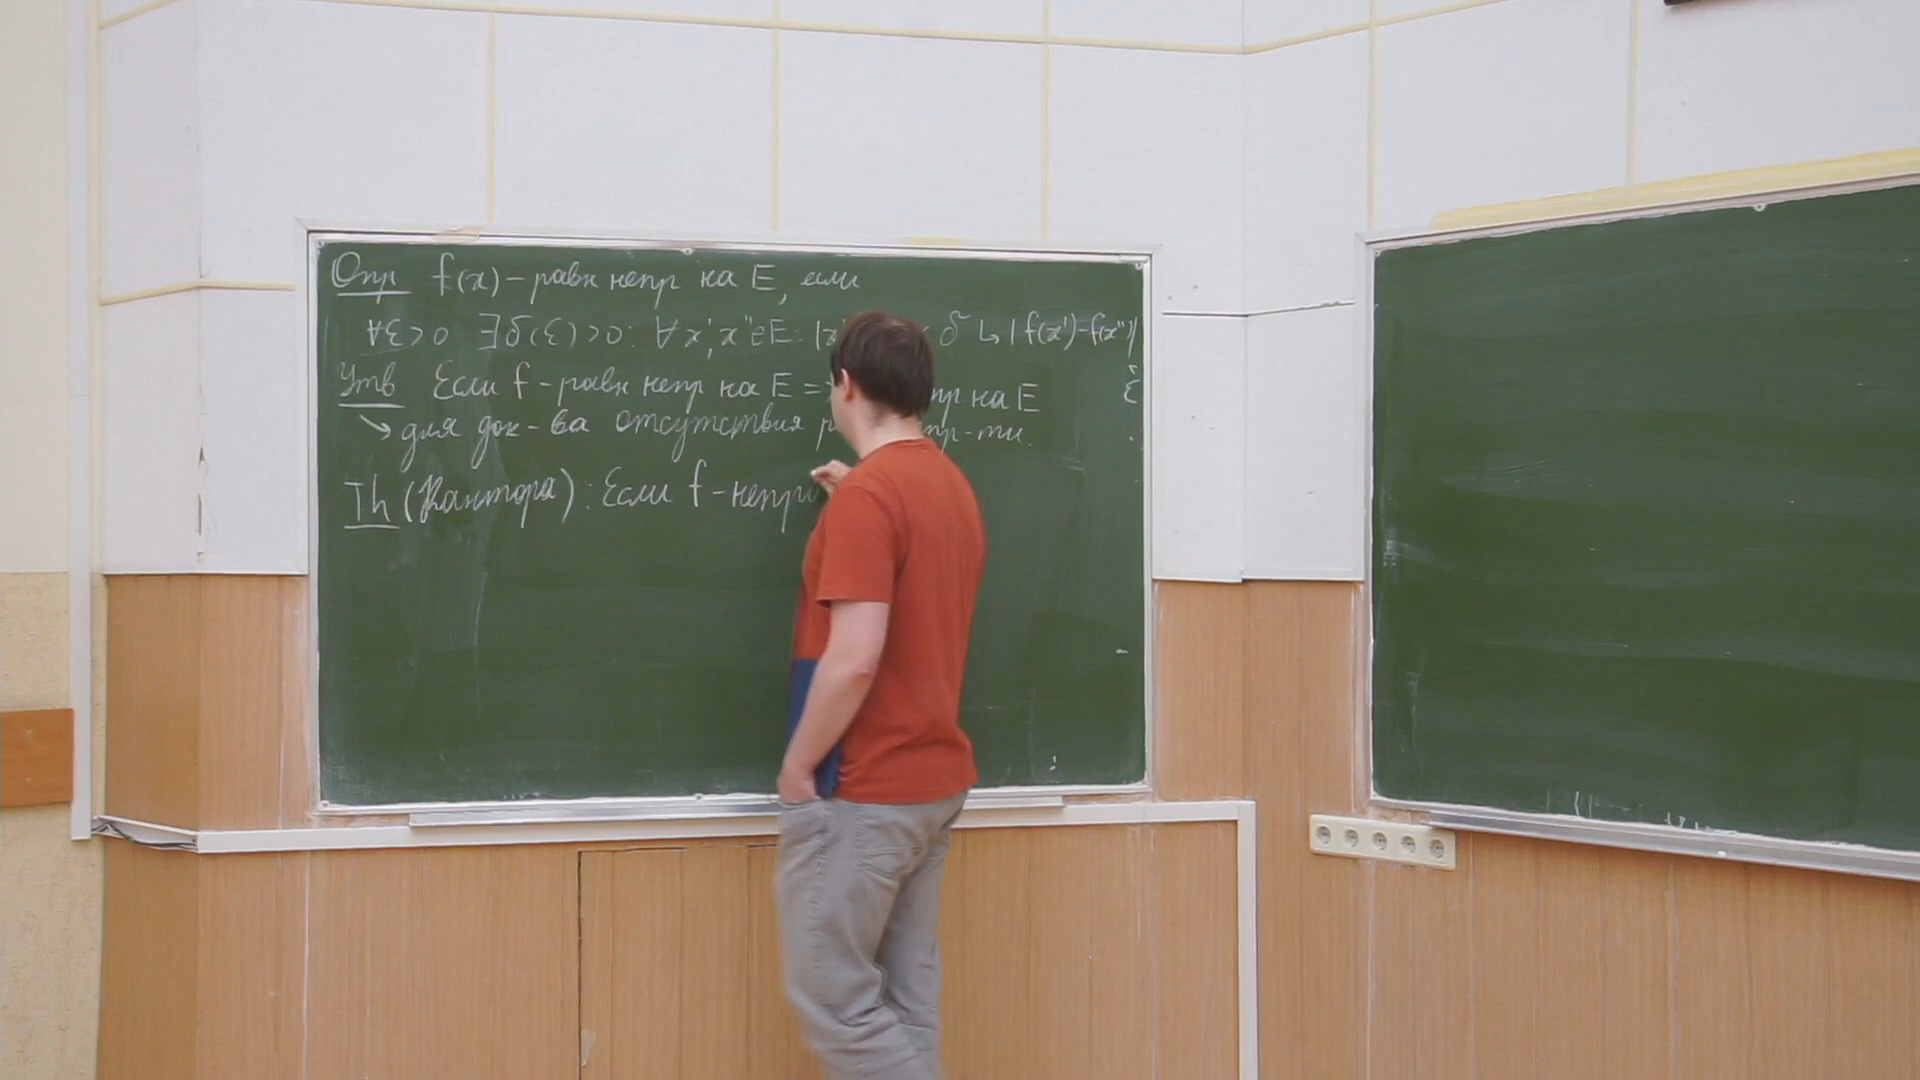 Опр f(x) – равн непр на E, если
∀ε>0 ∃δ(ε)>0: ∀x',x''∈E: |x' < δ ↳ |f(x')-f(x'')|
Утв Если f - равн непр на E => непр на E
ε
↘ для док-ва отсутствия непр-ти.
Th (Кантора): Если f - непр